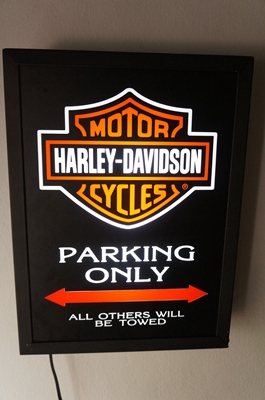 MOTOR
HARLEY-DAVIDSON
CYCLES®
PARKING
ONLY
ALL OTHERS WILL
BE TOWED